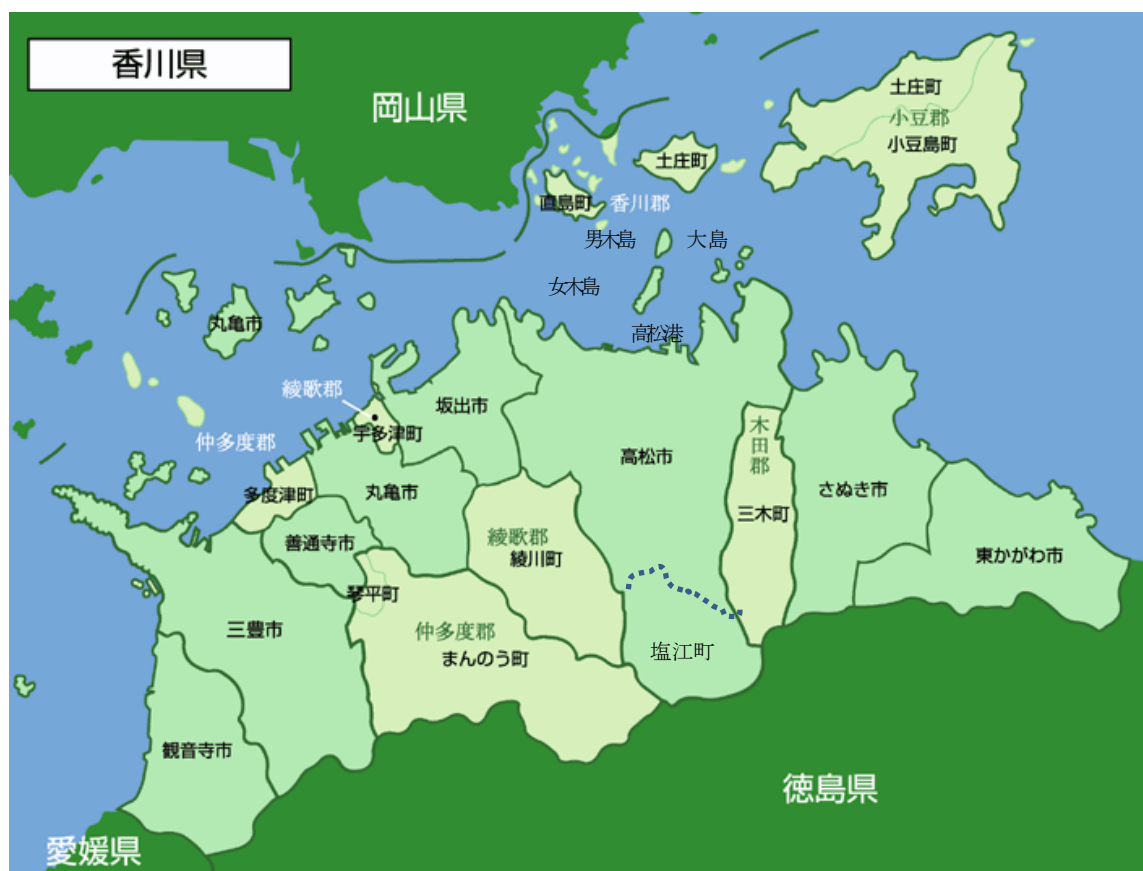 香川県
岡山県
土庄町
小豆郡
小豆島町
土庄町
直島町
香川郡
男木島
大島
女木島
丸亀市
高松港
綾歌郡
坂出市
宇多津町
仲多度郡
木田郡
高松市
多度津町
丸亀市
さぬき市
三木町
善通寺市
綾歌郡
綾川町
東かがわ市
琴平町
三豊市
仲多度郡
まんのう町
塩江町
観音寺市
徳島県
愛媛県